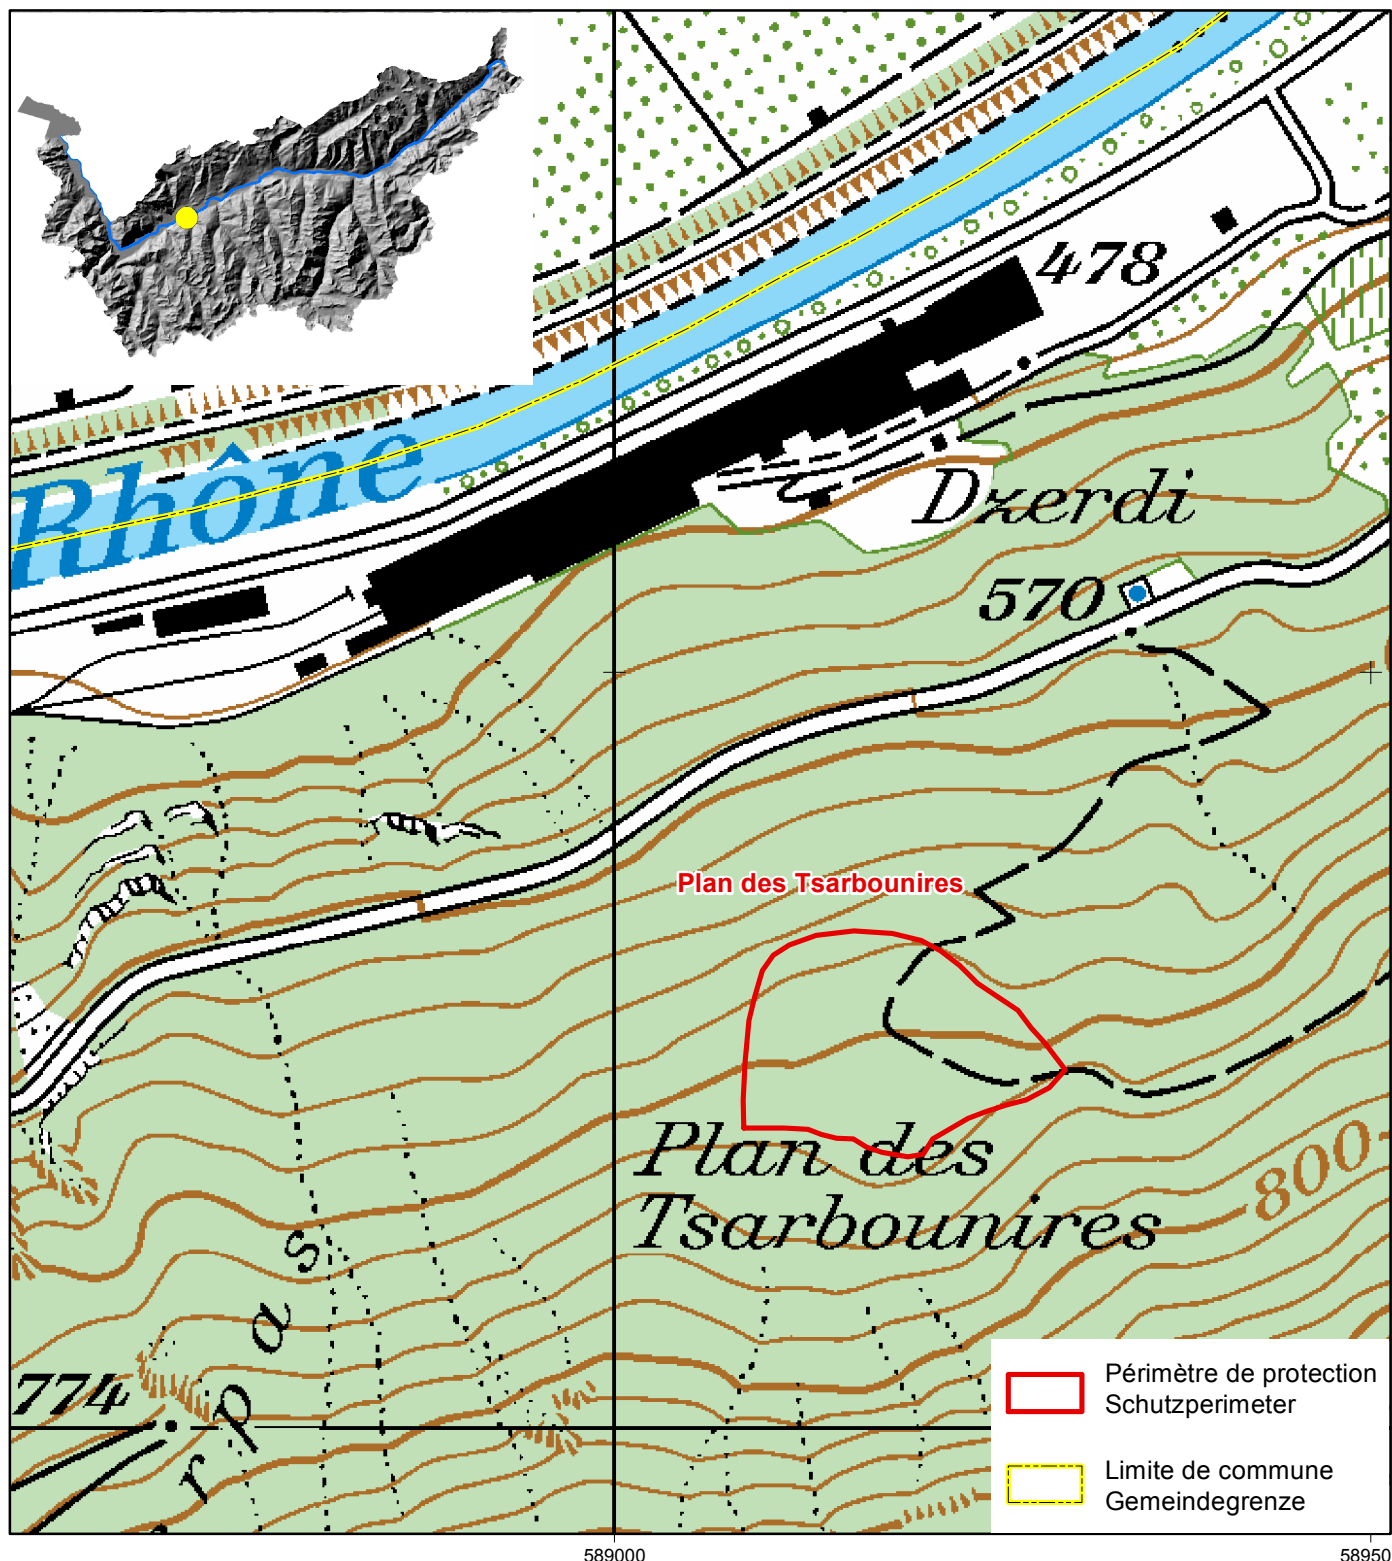 478
Rhône
Dzerdi
570
Plan des Tsarbounires
Plan des
Tsarbounires
800
s
a
p
r
774
Périmètre de protection
Schutzperimeter
Limite de commune
Gemeindegrenze
589000
58950